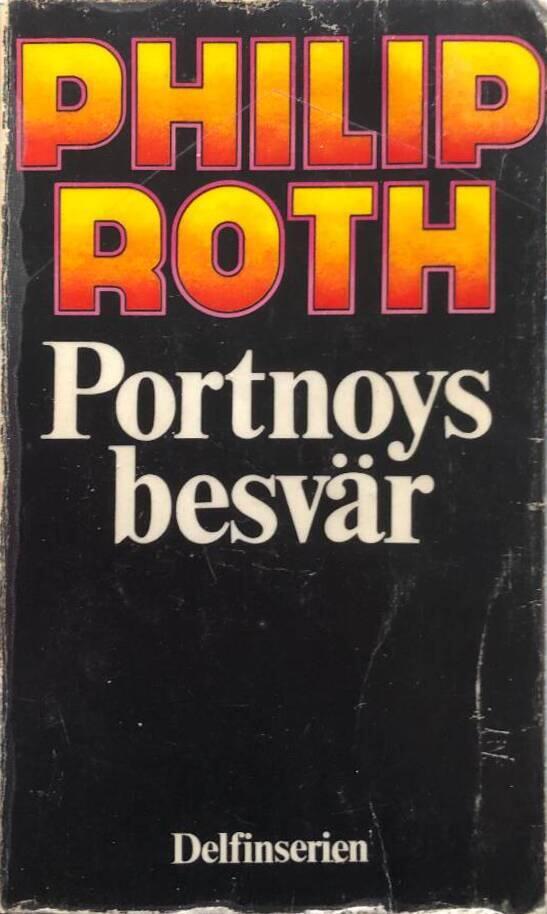 PHILIP
ROTH
Portnoys
besvär
Delfinserien